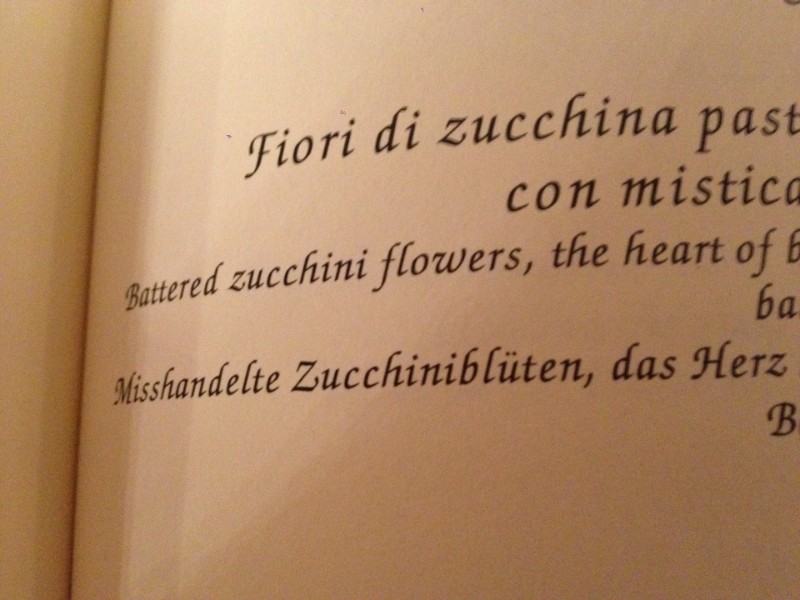 Fiori di zucchina past
con mistica
Battered zucchini flowers, the heart of b
ba
Misshandelte Zucchiniblüten, das Herz
B